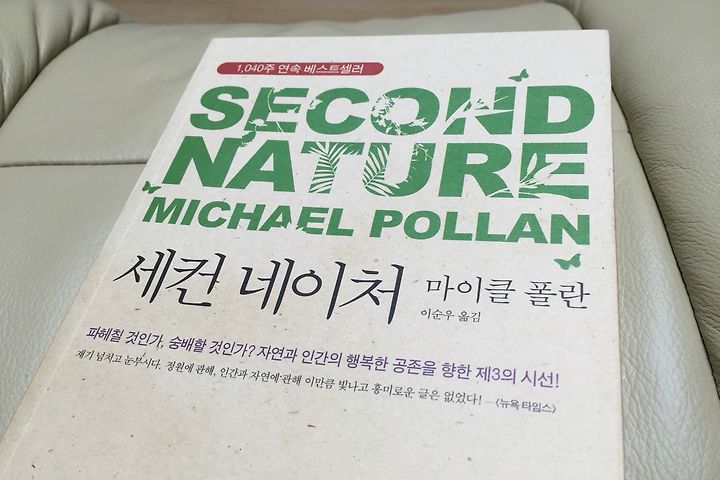 1,040주 연속 베스트셀러
SECOND
NATURE
MICHAEL POLLAN
세컨 네이처 마이클 폴란
이순우 옮김
파헤칠 것인가, 숭배할 것인가? 자연과 인간의 행복한 공존을 향한 제3의 시선!
재기 넘치고 눈부시다. 정원에 관해, 인간과 자연에 관해 이만큼 빛나고 흥미로운 글은 없었다! —〈뉴욕 타임스〉